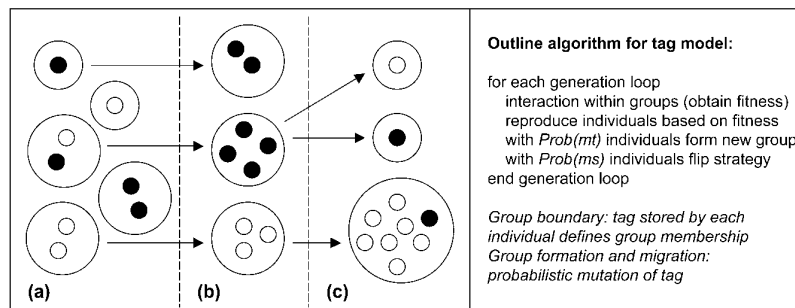 (a)
(b)
(c)
Outline algorithm for tag model:
for each generation loop
interaction within groups (obtain fitness)
reproduce individuals based on fitness
with Prob(mt) individuals form new group
with Prob(ms) individuals flip strategy
end generation loop
Group boundary: tag stored by each
individual defines group membership
Group formation and migration:
probabilistic mutation of tag